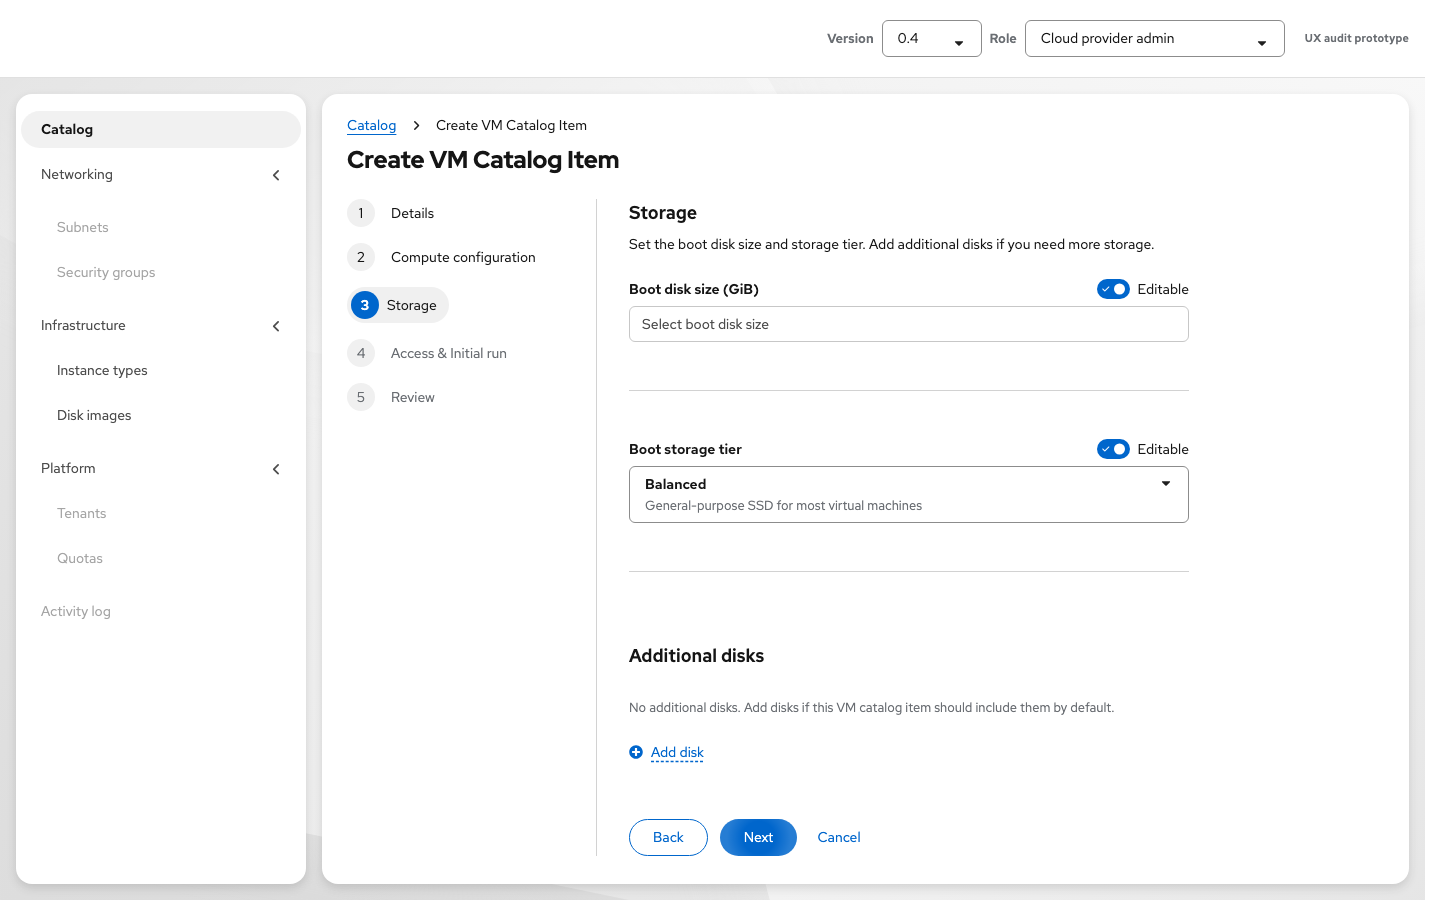 Version
0.4
Role
Cloud provider admin
UX audit prototype
Catalog
Networking
Subnets
Security groups
Infrastructure
Instance types
Disk images
Platform
Tenants
Quotas
Activity log
Catalog
Create VM Catalog Item
Create VM Catalog Item
1 Details
2 Compute configuration
3 Storage
4 Access & Initial run
5 Review
Storage
Set the boot disk size and storage tier. Add additional disks if you need more storage.
Boot disk size (GiB)
Editable
Select boot disk size
Boot storage tier
Editable
Balanced
General-purpose SSD for most virtual machines
Additional disks
No additional disks. Add disks if this VM catalog item should include them by default.
Add disk
Back
Next
Cancel